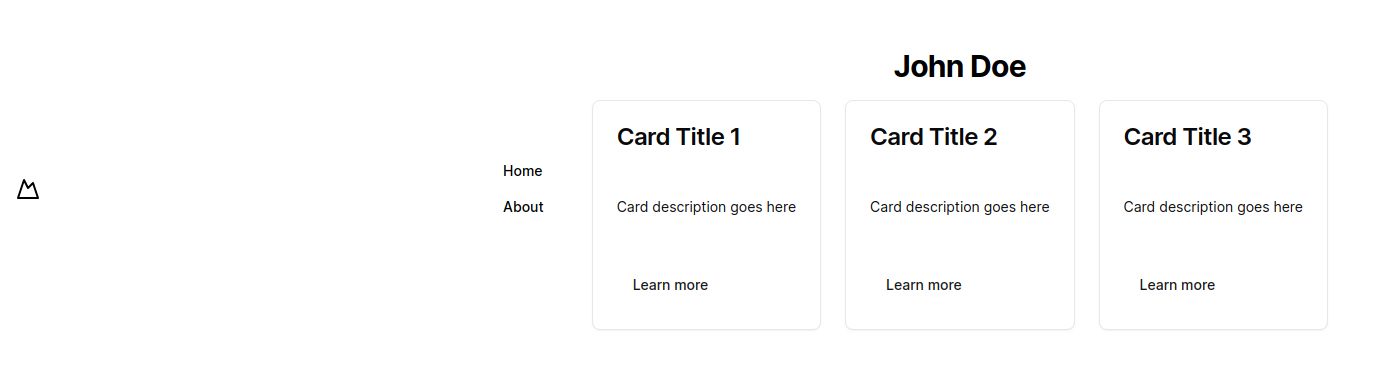 John Doe
Home
About
Card Title 1
Card description goes here
Learn more
Card Title 2
Card description goes here
Learn more
Card Title 3
Card description goes here
Learn more